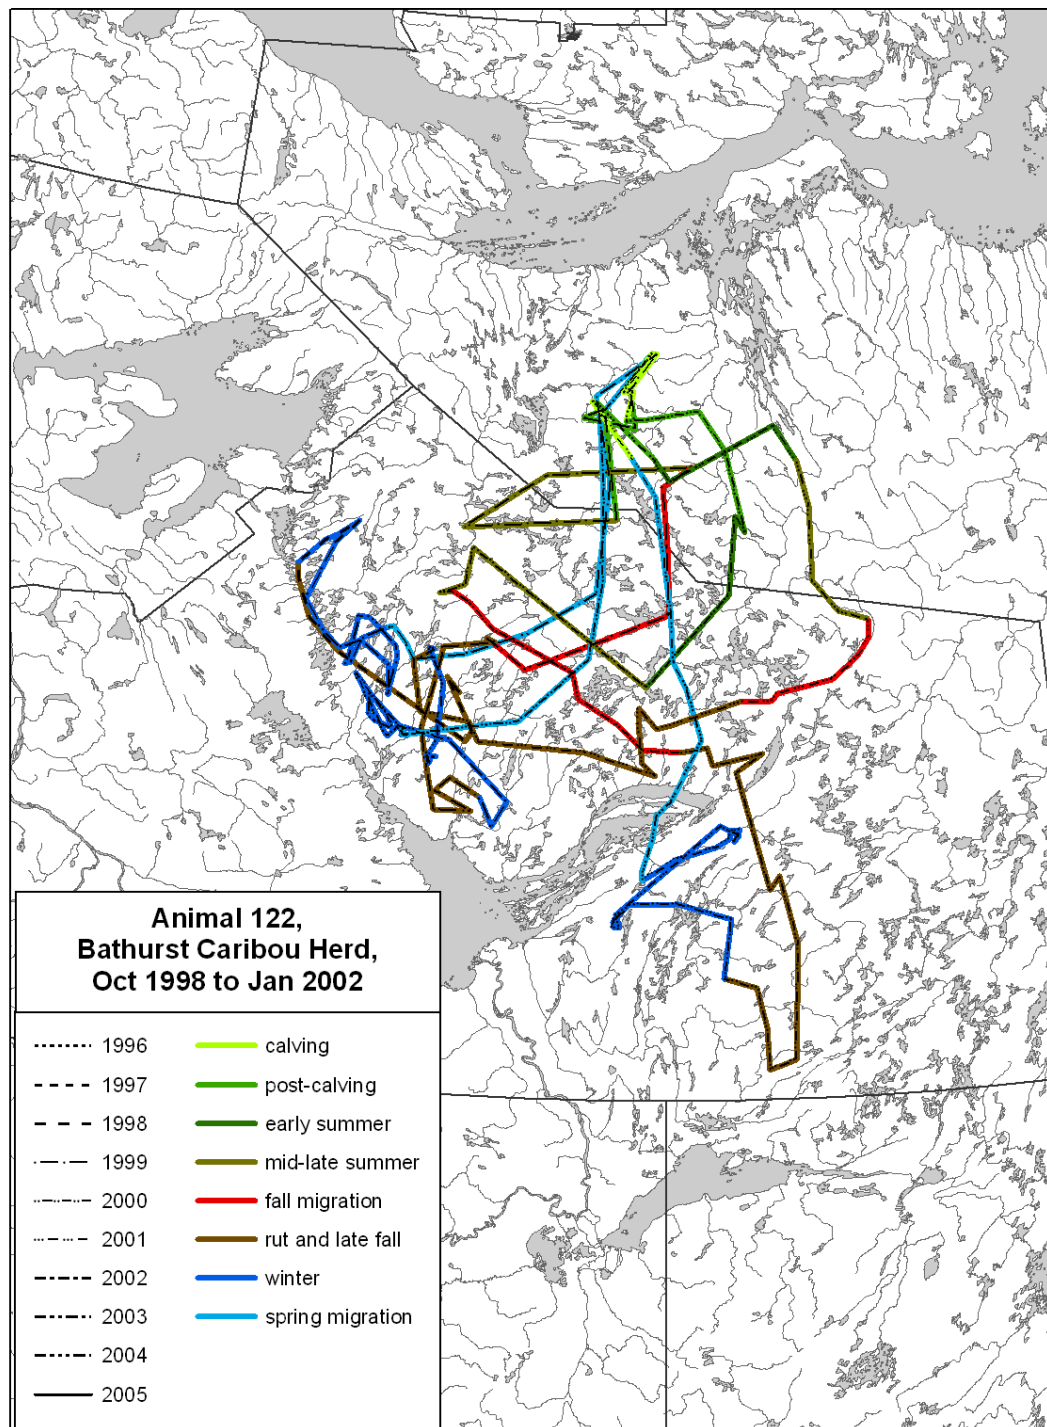 Animal 122,
Bathurst Caribou Herd,
Oct 1998 to Jan 2002
1996
calving
1997
post-calving
1998
early summer
1999
mid-late summer
2000
fall migration
2001
rut and late fall
2002
winter
2003
spring migration
2004
2005